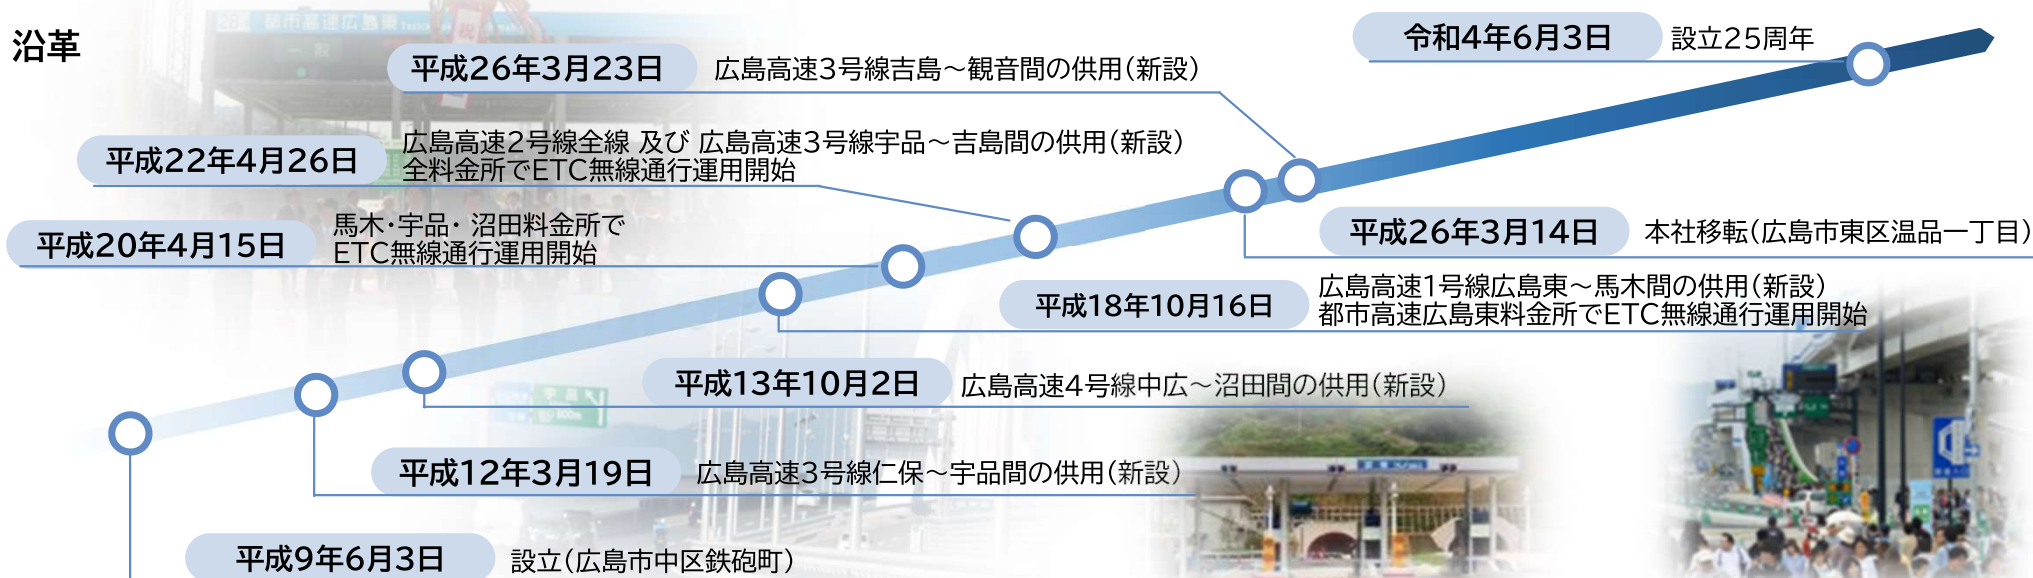 沿革
令和4年6月3日
設立25周年
平成26年3月23日
広島高速3号線吉島～観音間の供用（新設）
平成22年4月26日
広島高速2号線全線 及び 広島高速3号線宇品～吉島間の供用（新設）
全料金所でETC無線通行運用開始
平成20年4月15日
馬木・宇品・沼田料金所で
ETC無線通行運用開始
平成26年3月14日
本社移転（広島市東区温品一丁目）
平成18年10月16日
広島高速1号線広島東～馬木間の供用（新設）
都市高速広島東料金所でETC無線通行運用開始
平成13年10月2日
広島高速4号線中広～沼田間の供用（新設）
平成12年3月19日
広島高速3号線仁保～宇品間の供用（新設）
平成9年6月3日
設立（広島市中区鉄砲町）
都市高速広島東
一般
祝
宇品
800m